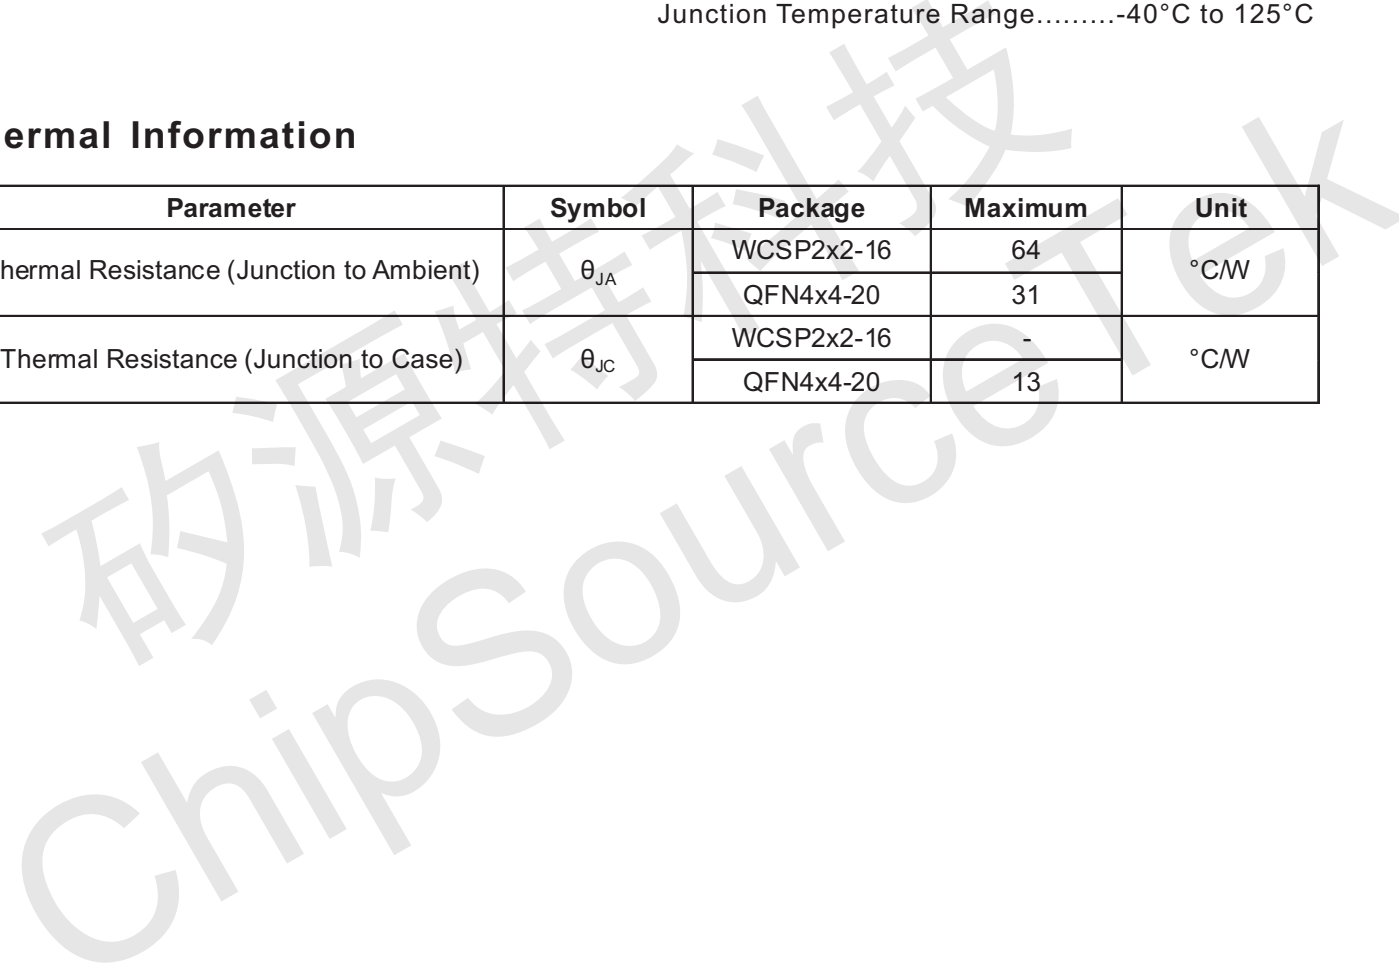 Junction Temperature Range.........-40°C to 125°C
ermal Information
Parameter Symbol Package Maximum Unit
hermal Resistance (Junction to Ambient) θJA WCSP2x2-16 64 °C/W
QFN4x4-20 31
Thermal Resistance (Junction to Case) θJC WCSP2x2-16 - °C/W
QFN4x4-20 13
矽源特科技
ChipSourceTek